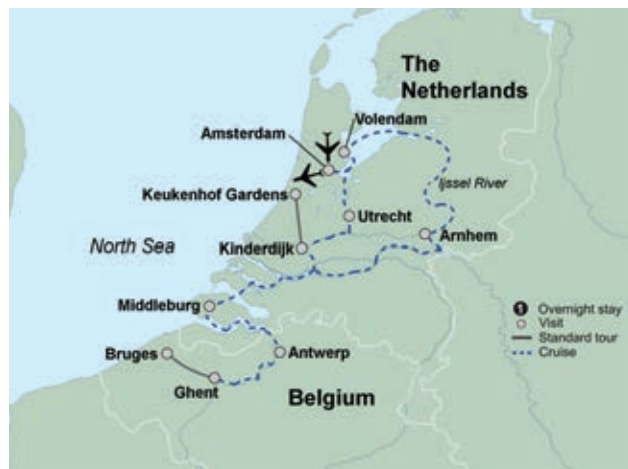 The
Netherlands
Volendam
Amsterdam
Keukenhof Gardens
Ijssel River
Utrecht
Arnhem
North Sea
Kinderdijk
Middleburg
1 Overnight stay
Visit
Standard tour
Cruise
Bruges
Antwerp
Ghent
Belgium